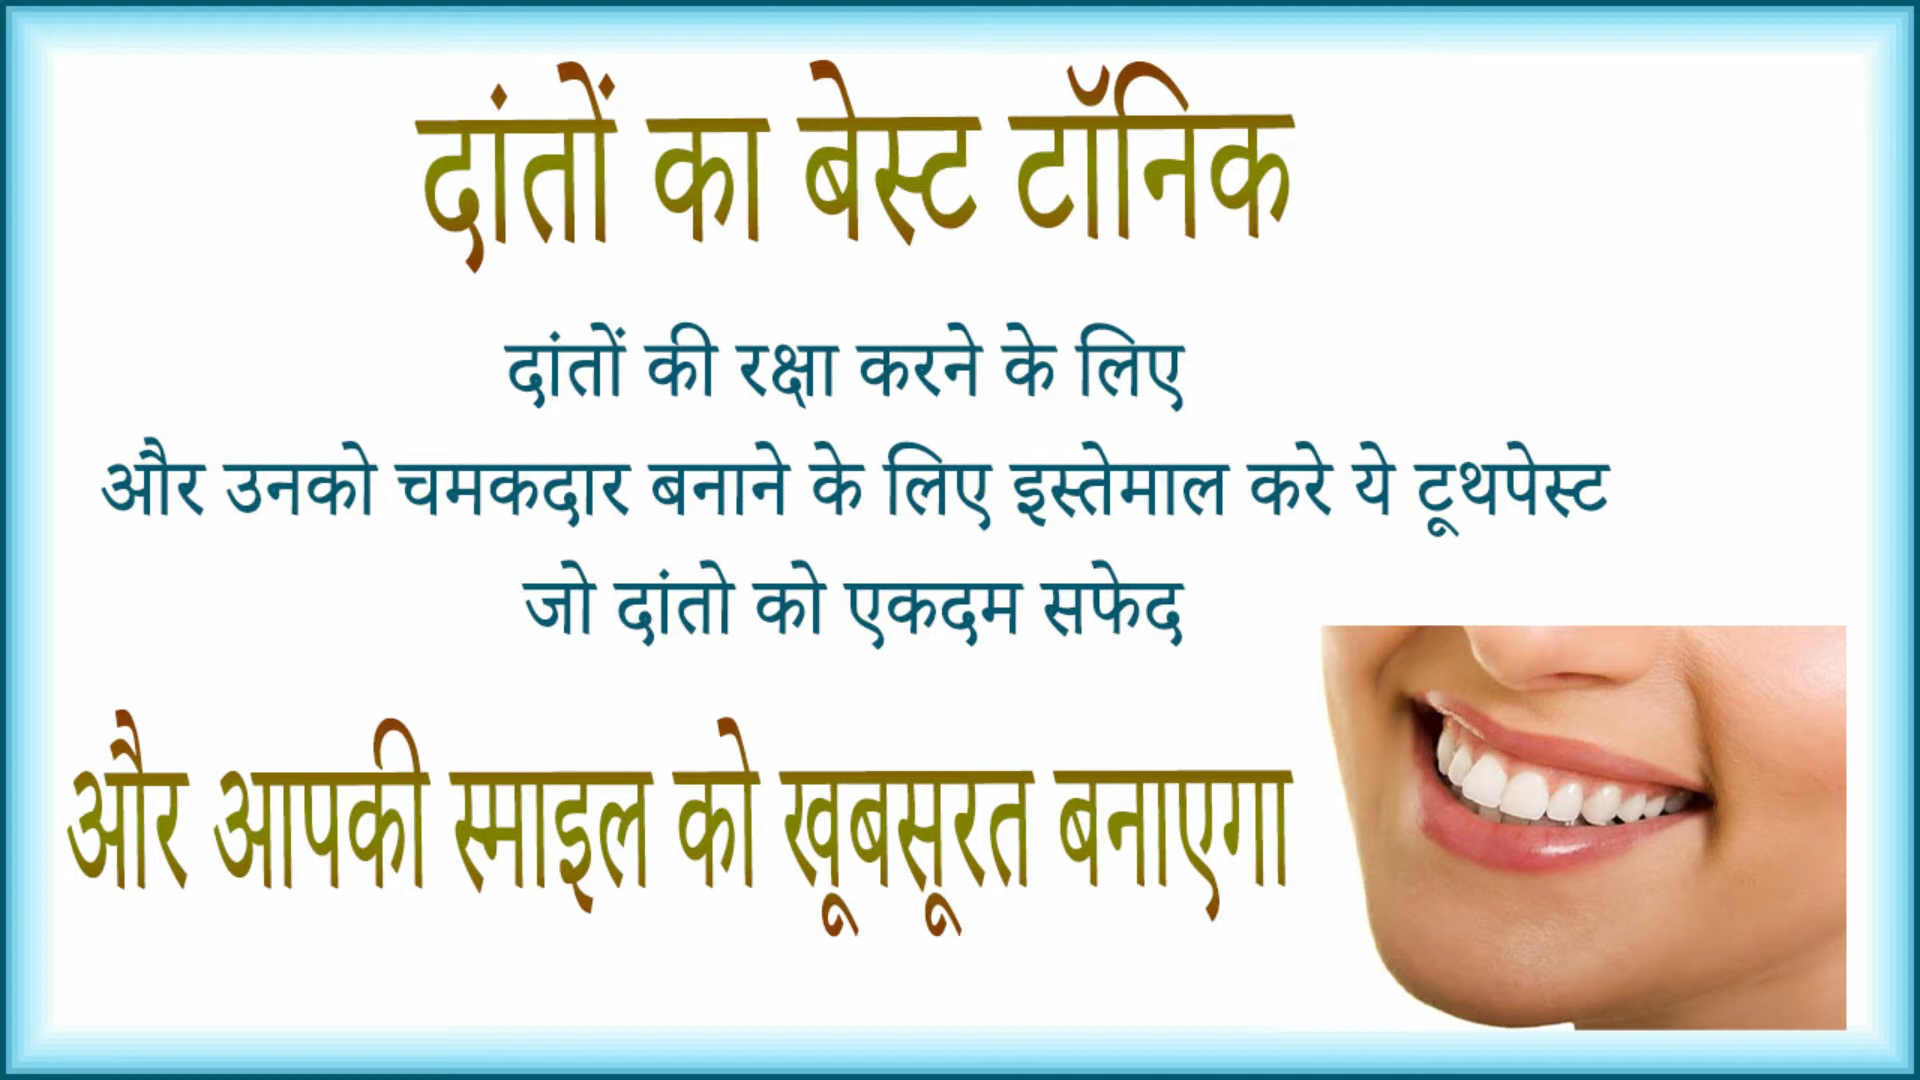 दांतों का बेस्ट टॉनिक
दांतों की रक्षा करने के लिए
और उनको चमकदार बनाने के लिए इस्तेमाल करे ये टूथपेस्ट
जो दांतो को एकदम सफेद
और आपकी स्माइल को खूबसूरत बनाएगा